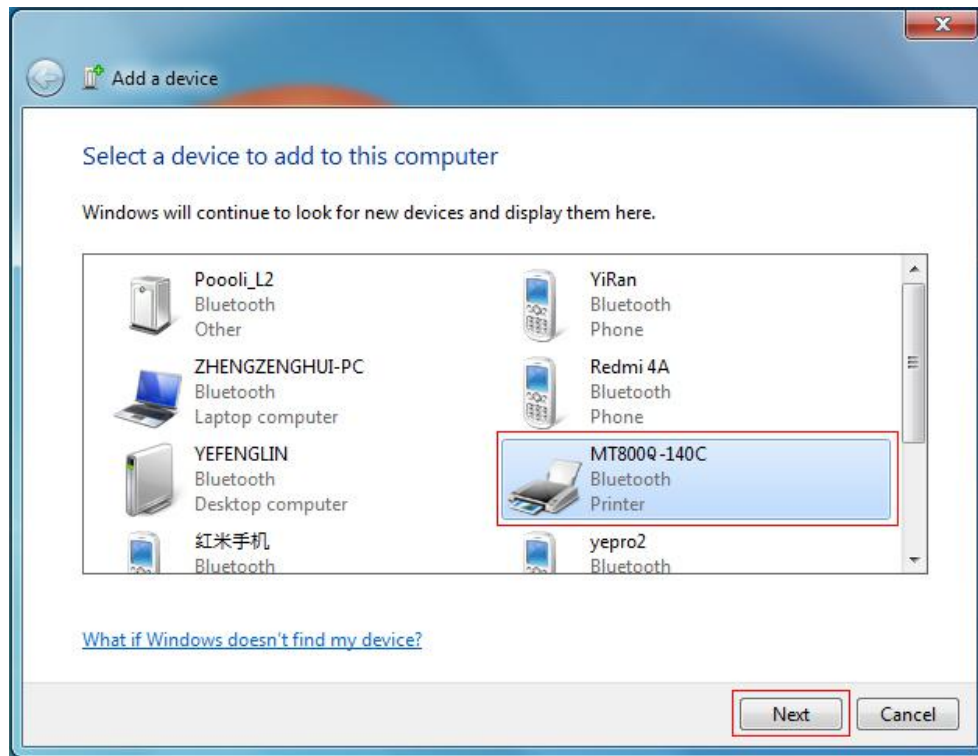 Add a device
Select a device to add to this computer
Windows will continue to look for new devices and display them here.
Poooli_L2
Bluetooth
Other
YiRan
Bluetooth
Phone
ZHENGZENGHUI-PC
Bluetooth
Laptop computer
Redmi 4A
Bluetooth
Phone
YEFENGLIN
Bluetooth
Desktop computer
MT800Q-140C
Bluetooth
Printer
红米手机
Bluetooth
yepro2
Bluetooth
What if Windows doesn't find my device?
Next
Cancel